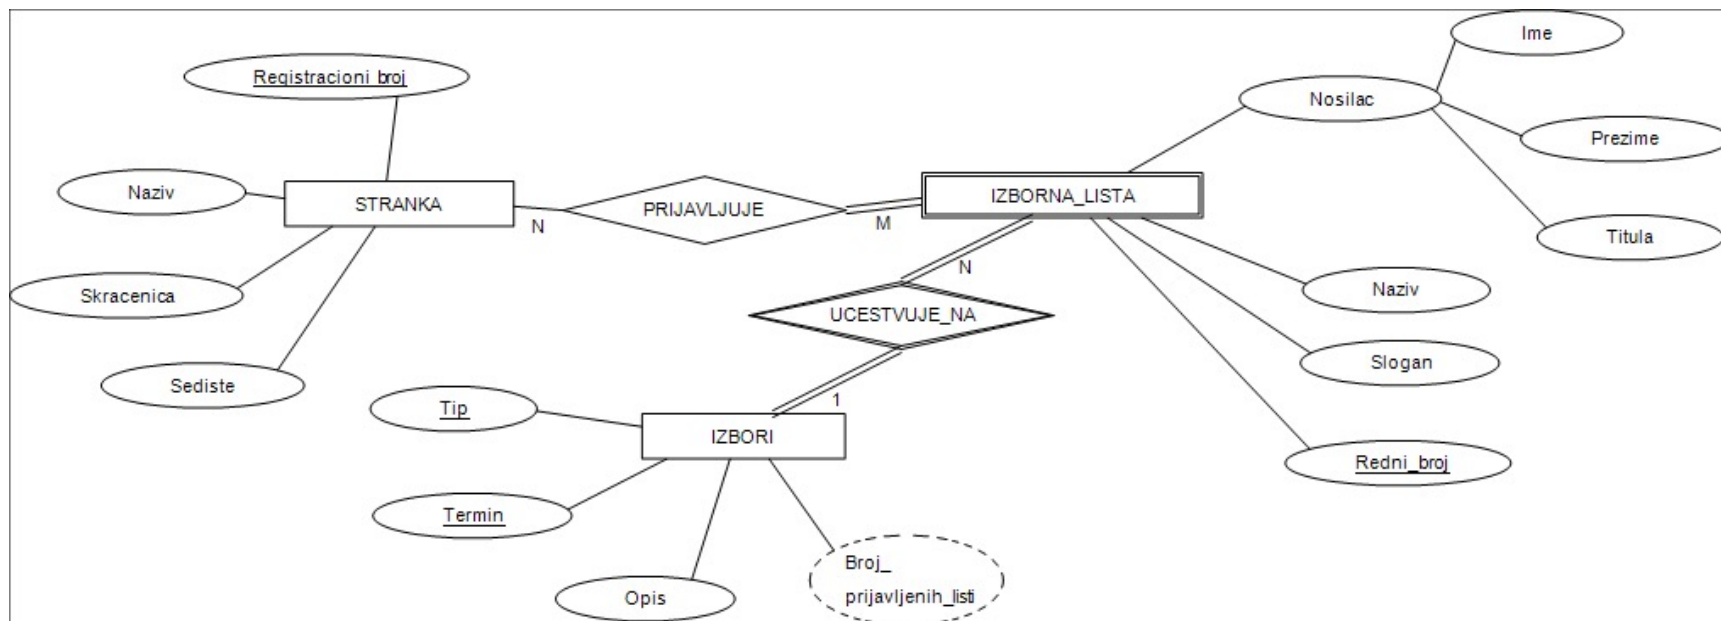 Ime
Registracioni broj
Nosilac
Prezime
Naziv
STRANKA
PRIJAVLJUJE
IZBORNA_LISTA
N
M
Titula
N
Skracenica
Naziv
UCESTVUJE_NA
Slogan
Sediste
1
Tip
IZBORI
Redni_broj
Termin
Broj_
prijavljenih_listi
Opis